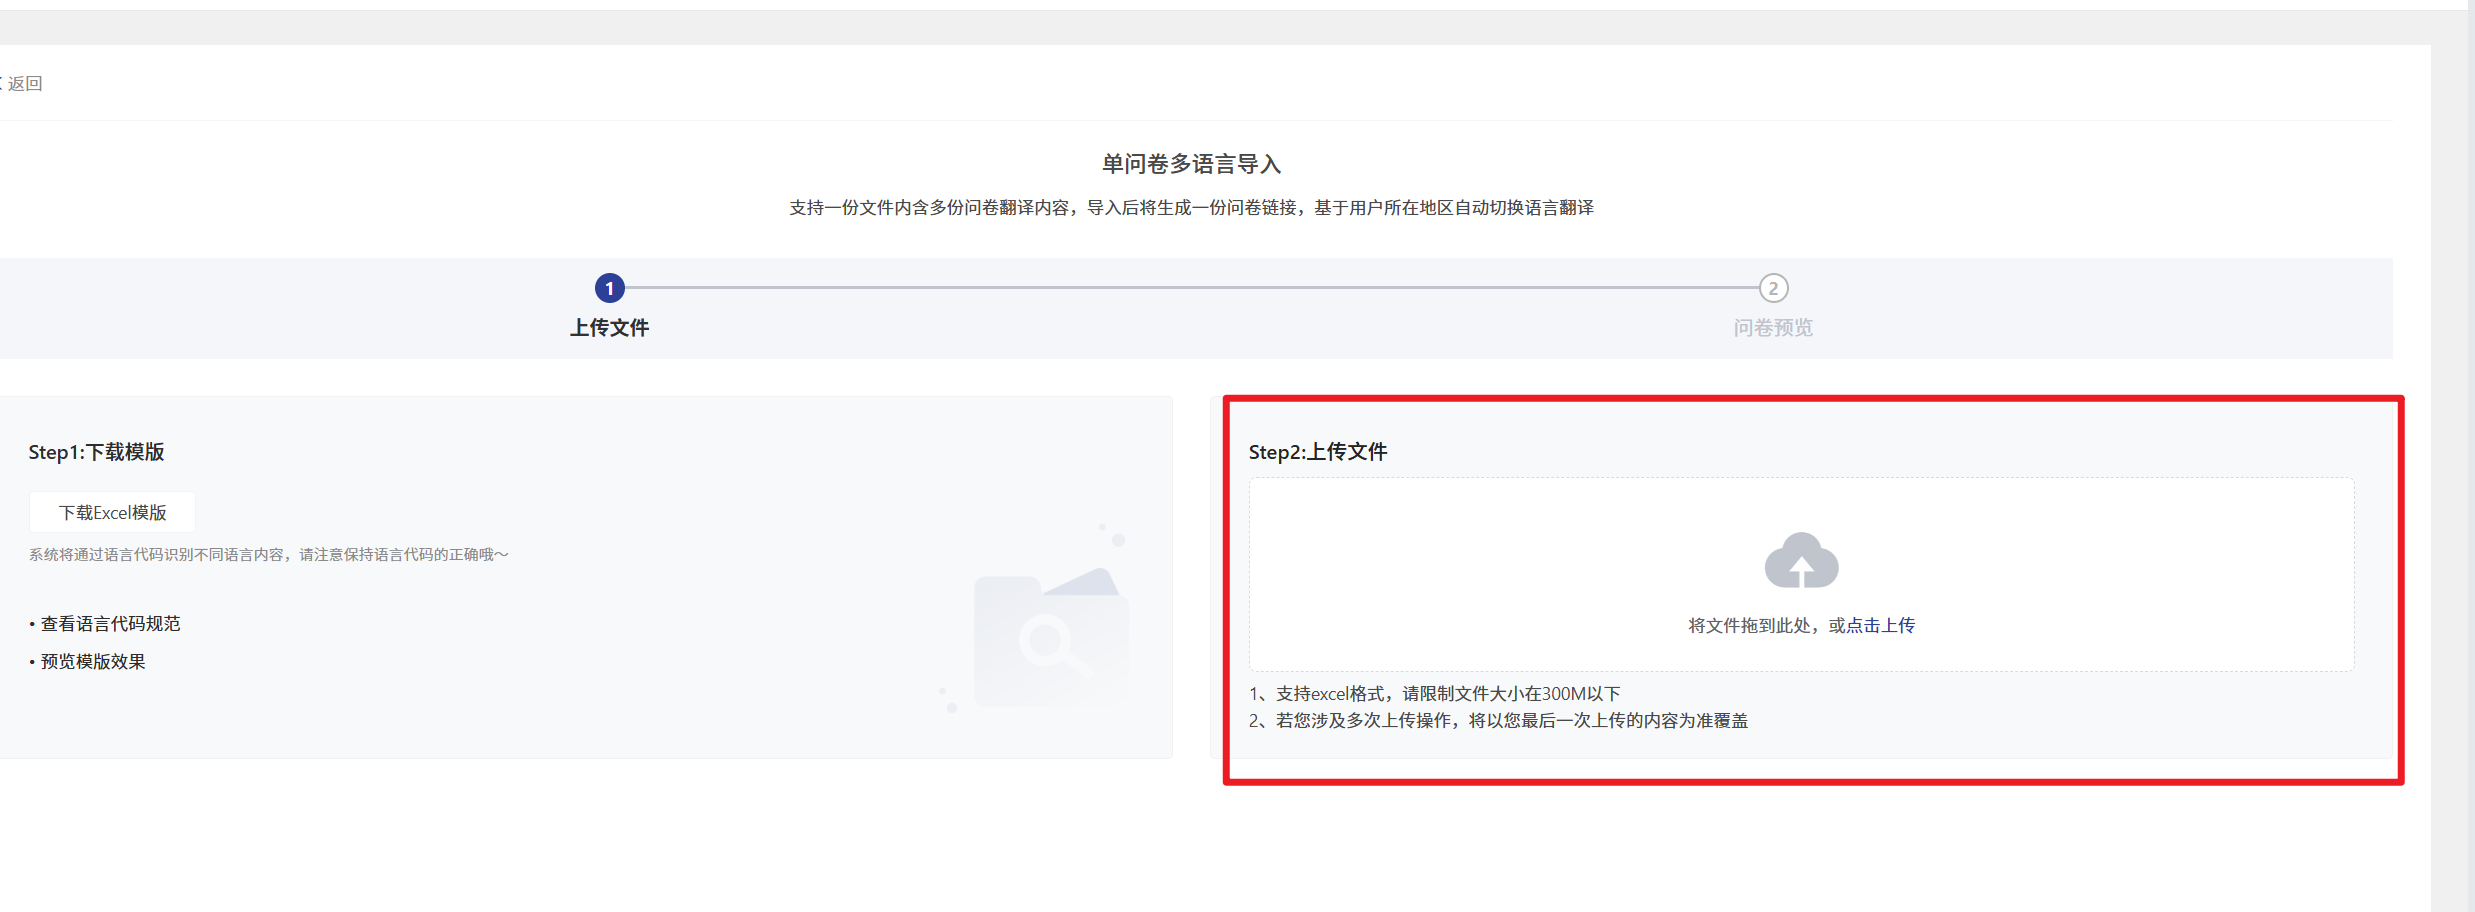 返回
单问卷多语言导入
支持一份文件内含多份问卷翻译内容，导入后将生成一份问卷链接，基于用户所在地区自动切换语言翻译
1
2
上传文件
问卷预览
Step1:下载模版
下载Excel模版
系统将通过语言代码识别不同语言内容，请注意保持语言代码的正确哦～
• 查看语言代码规范
• 预览模版效果
Step2:上传文件
将文件拖到此处，或点击上传
1、支持excel格式，请限制文件大小在300M以下
2、若您涉及多次上传操作，将以您最后一次上传的内容为准覆盖